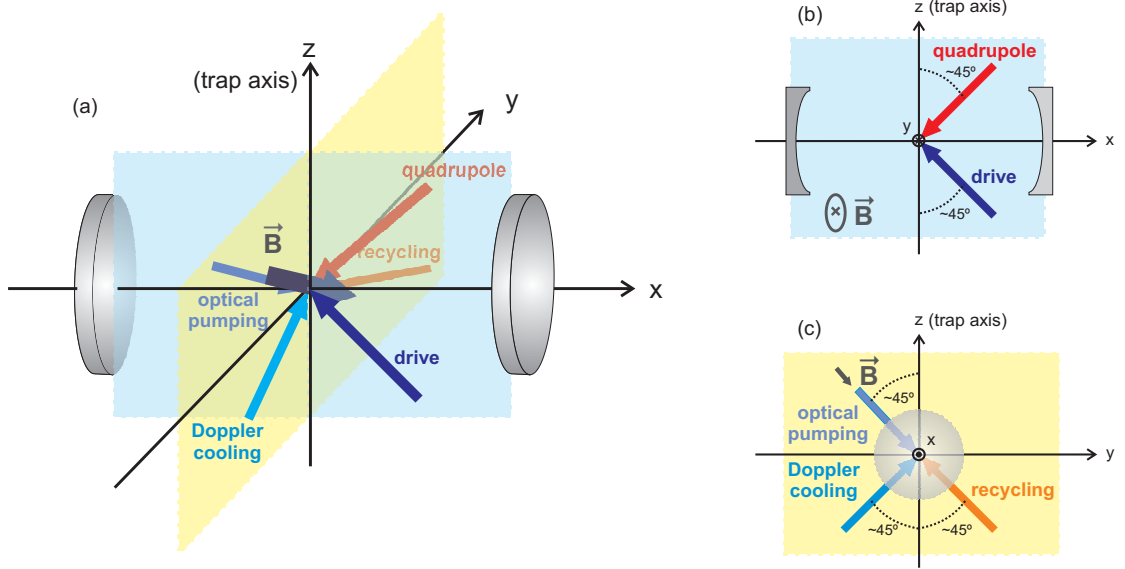 (a)
z
(trap axis)
y
quadrupole
B
recycling
x
optical
pumping
drive
Doppler
cooling
(b)
z (trap axis)
quadrupole
~45º
y
x
drive
~45º
B
(c)
z (trap axis)
B
~45º
optical
pumping
x
y
Doppler
cooling
recycling
~45º
~45º